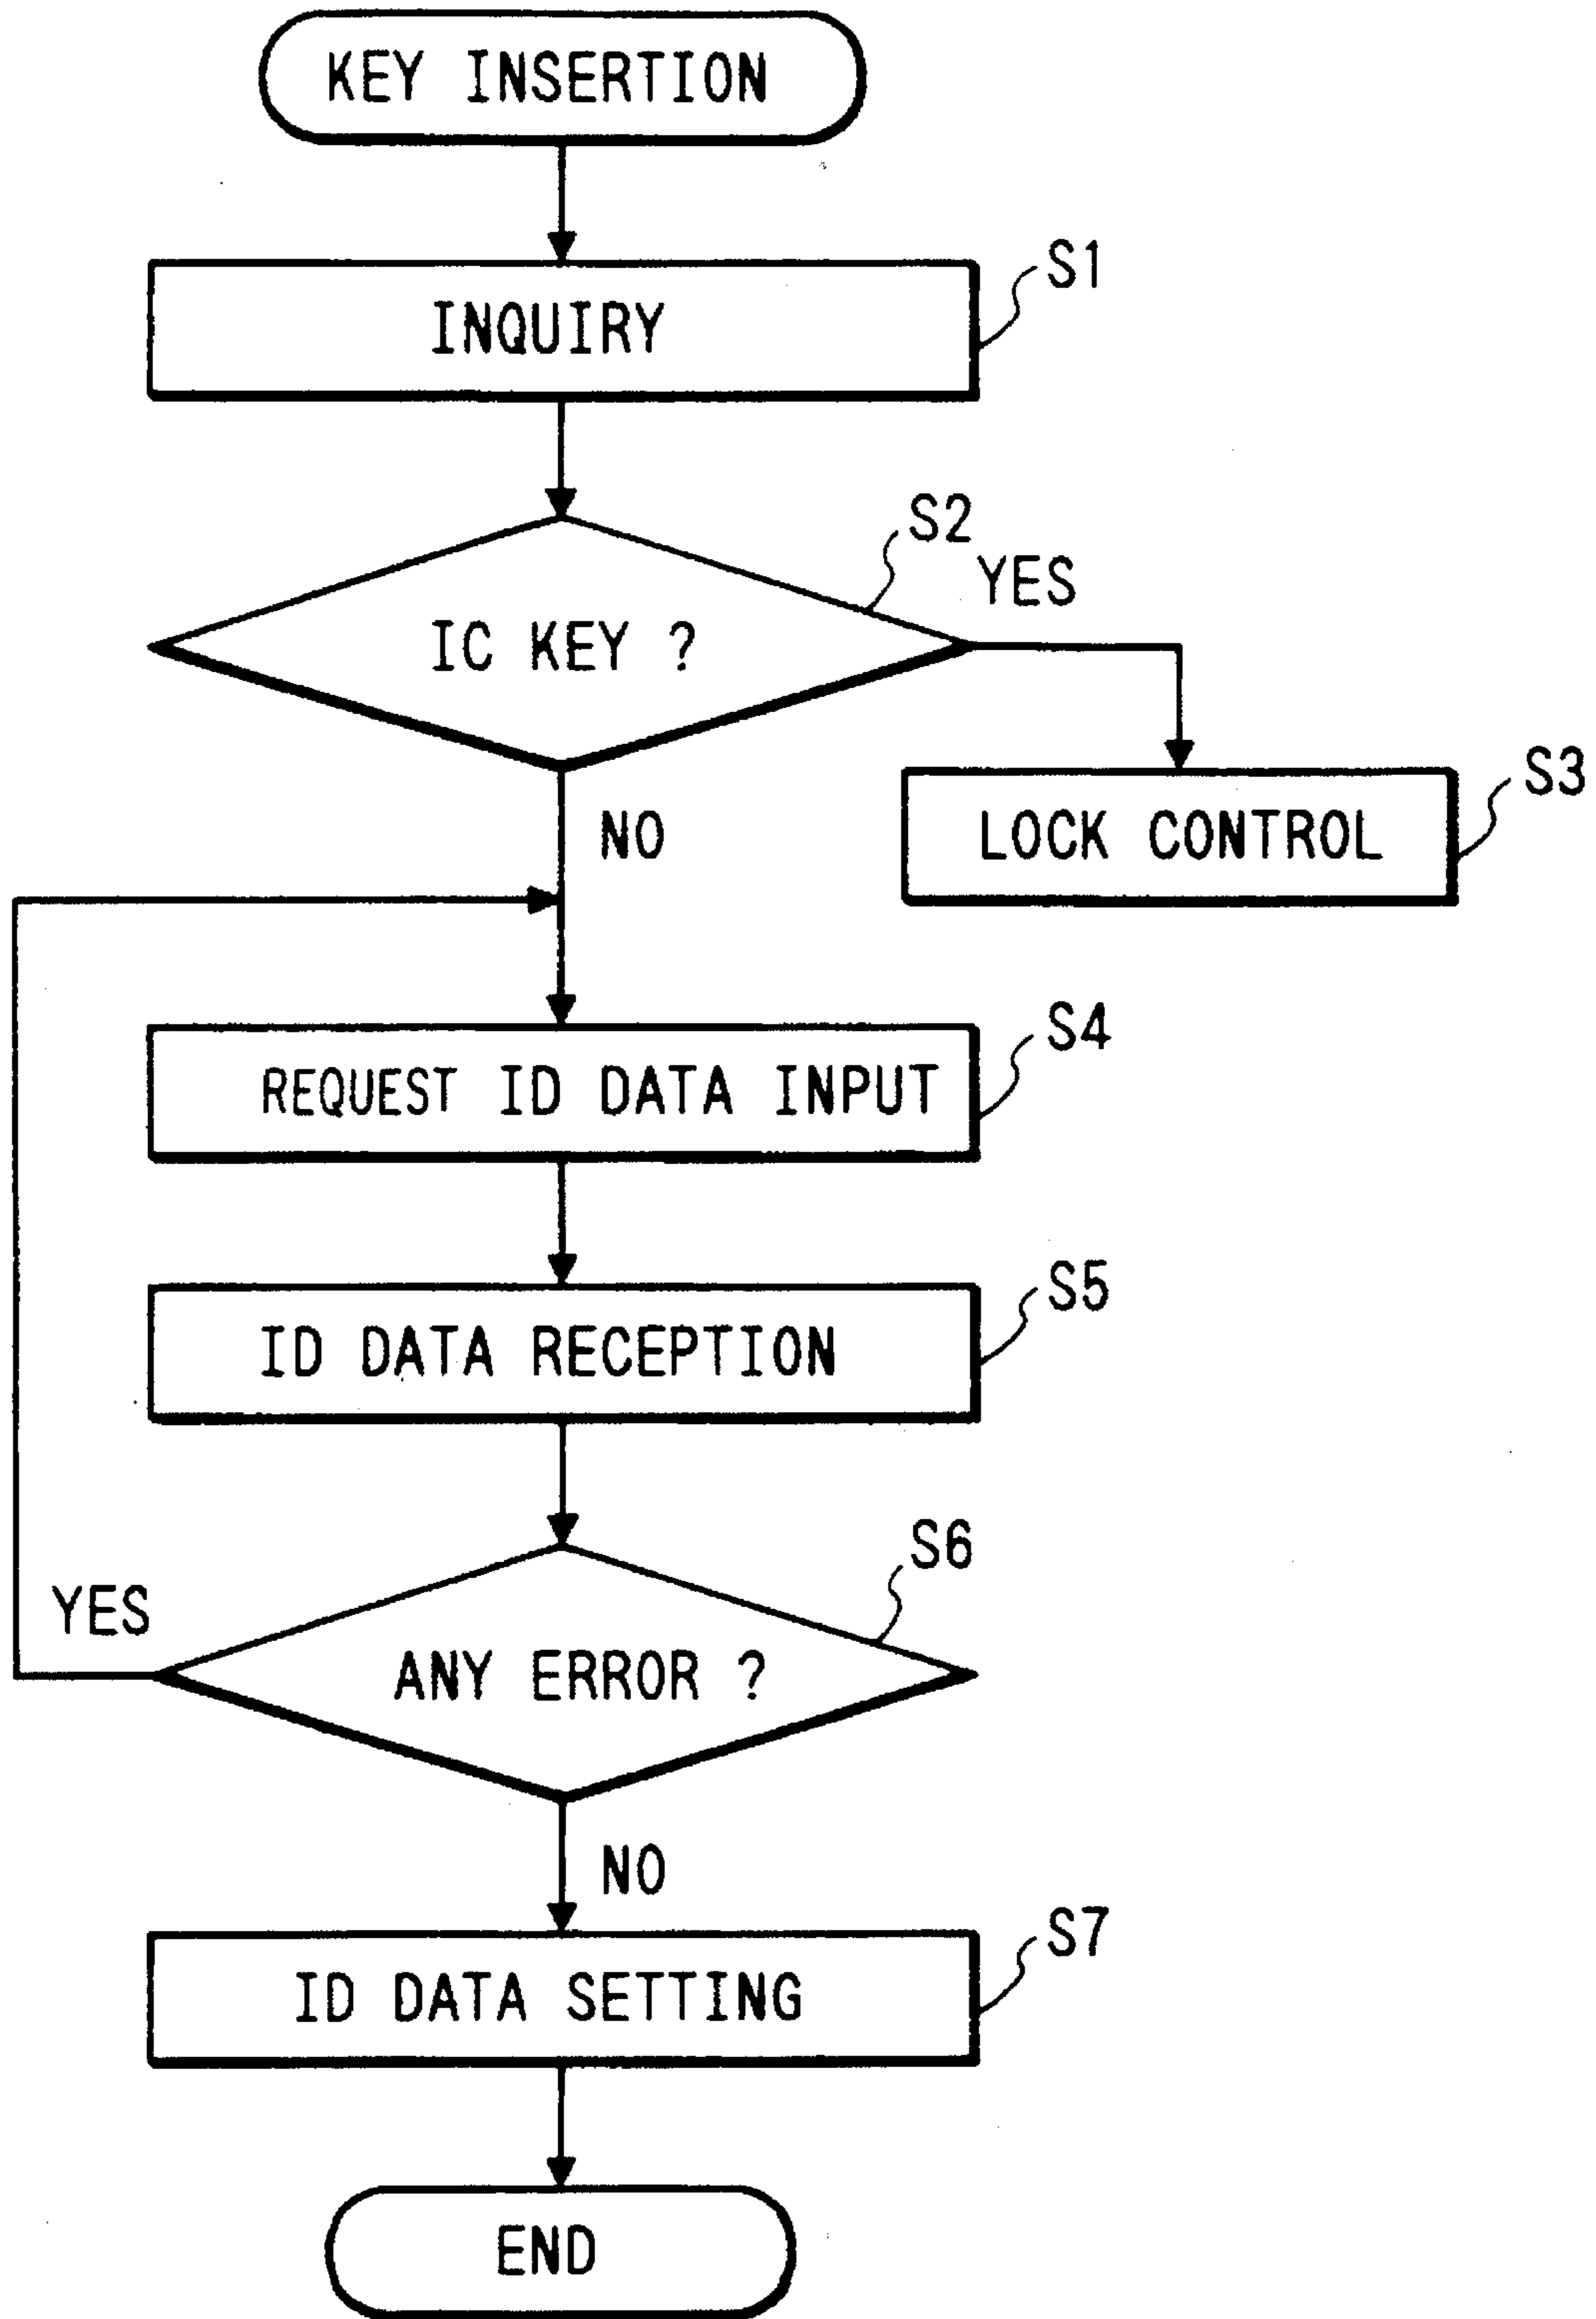 KEY INSERTION
S1
INQUIRY
S2
YES
IC KEY ?
S3
LOCK CONTROL
NO
S4
REQUEST ID DATA INPUT
S5
ID DATA RECEPTION
S6
YES
ANY ERROR ?
NO
S7
ID DATA SETTING
END